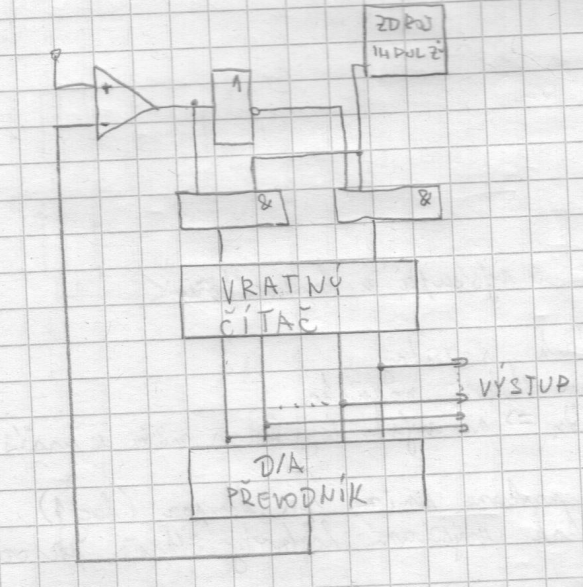 ZDROJ
IMPULZŮ
+
1
-
&
&
VRATNÝ
ČÍTAČ
VÝSTUP
....
D/A
PŘEVODNÍK